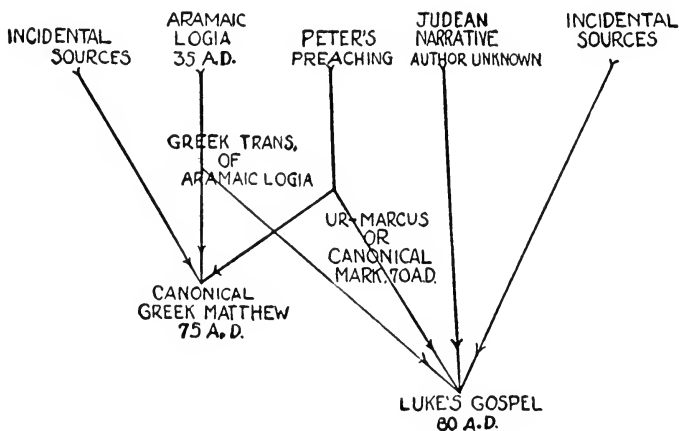 INCIDENTAL
SOURCES
ARAMAIC
LOGIA
35 A.D.
PETER'S
PREACHING
JUDEAN
NARRATIVE
AUTHOR UNKNOWN
INCIDENTAL
SOURCES
GREEK TRANS.
OF
ARAMAIC LOGIA
UR-MARCUS
OR
CANONICAL
MARK. 70 A.D.
CANONICAL
GREEK MATTHEW
75 A.D.
LUKE'S GOSPEL
80 A.D.